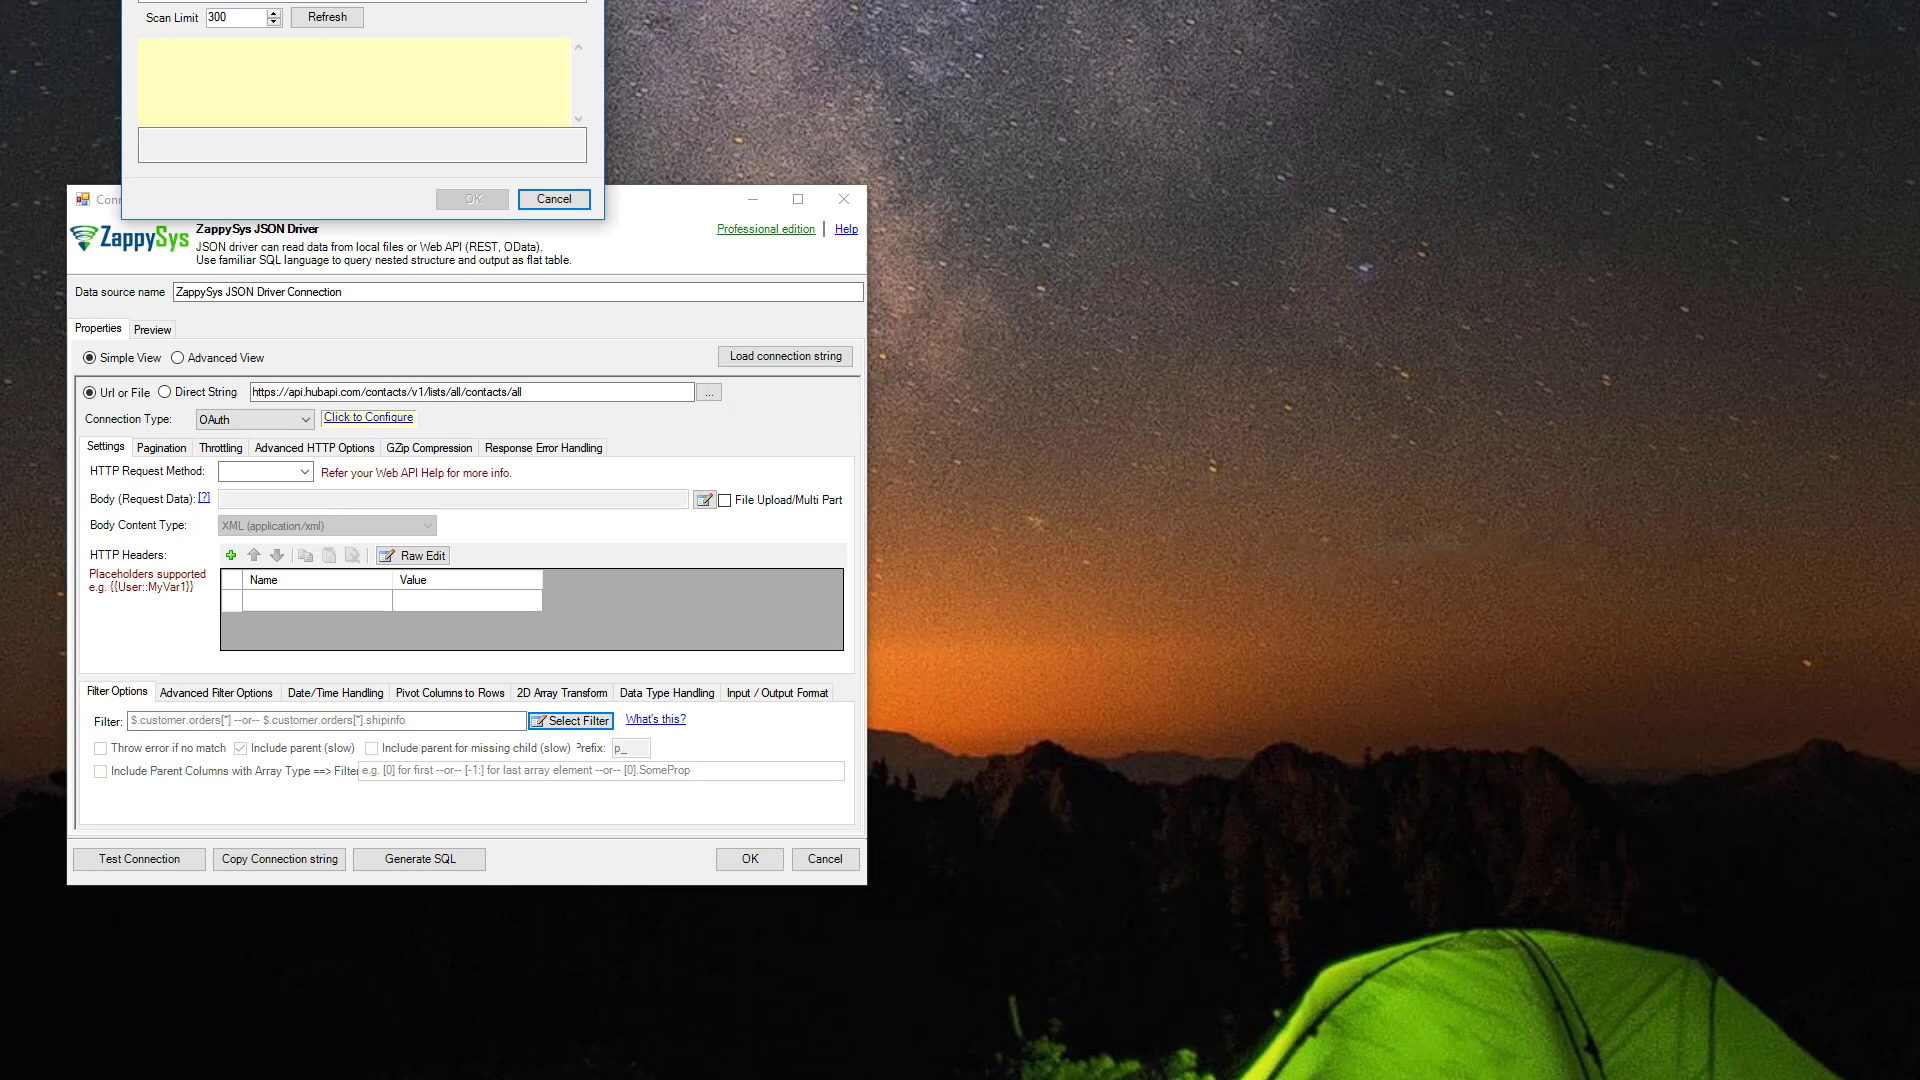 Scan Limit 300 Refresh
OK Cancel
ZappySys
ZappySys JSON Driver
JSON driver can read data from local files or Web API (REST, OData).
Use familiar SQL language to query nested structure and output as flat table.
Professional edition Help
Data source name ZappySys JSON Driver Connection
Properties Preview
Simple View Advanced View Load connection string
Url or File Direct String https://api.hubapi.com/contacts/v1/lists/all/contacts/all ...
Connection Type: OAuth Click to Configure
Settings Pagination Throttling Advanced HTTP Options GZip Compression Response Error Handling
HTTP Request Method: Refer your Web API Help for more info.
Body (Request Data): [?] File Upload/Multi Part
Body Content Type: XML (application/xml)
HTTP Headers: Raw Edit
Placeholders supported
e.g. {{User::MyVar1}}
Name Value
Filter Options Advanced Filter Options Date/Time Handling Pivot Columns to Rows 2D Array Transform Data Type Handling Input / Output Format
Filter: $.customer.orders[*] --or-- $.customer.orders[*].shipinfo Select Filter What's this?
Throw error if no match Include parent (slow) Include parent for missing child (slow) Prefix: p_
Include Parent Columns with Array Type ==> Filter e.g. [0] for first --or-- [-1:] for last array element --or-- [0].SomeProp
Test Connection Copy Connection string Generate SQL OK Cancel